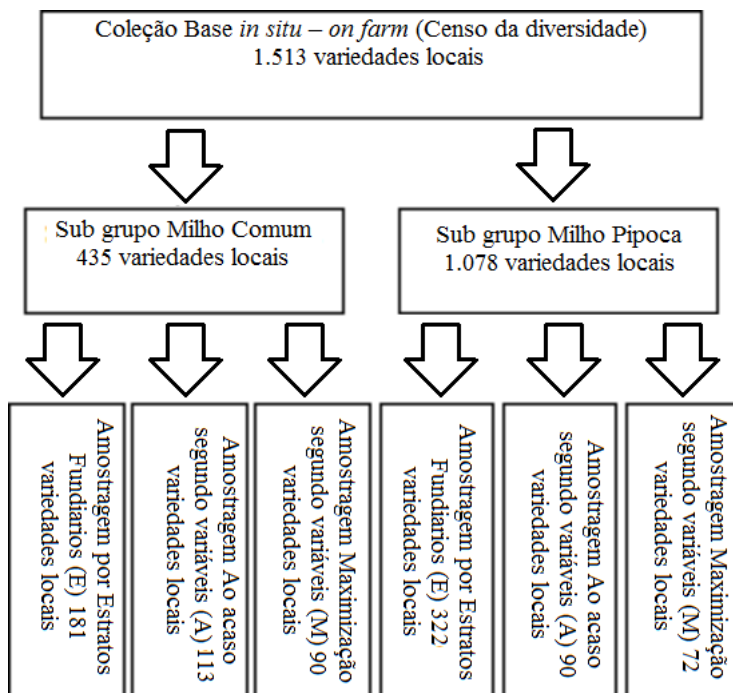 Coleção Base in situ – on farm (Censo da diversidade)
1.513 variedades locais
Sub grupo Milho Comum
435 variedades locais
Sub grupo Milho Pipoca
1.078 variedades locais
Amostragem por Estratos
Fundiarios (E) 181
variedades locais
Amostragem Ao acaso
segundo variáveis (A) 113
variedades locais
Amostragem Maximização
segundo variáveis (M) 90
variedades locais
Amostragem por Estratos
Fundiarios (E) 322
variedades locais
Amostragem Ao acaso
segundo variáveis (A) 90
variedades locais
Amostragem Maximização
segundo variáveis (M) 72
variedades locais